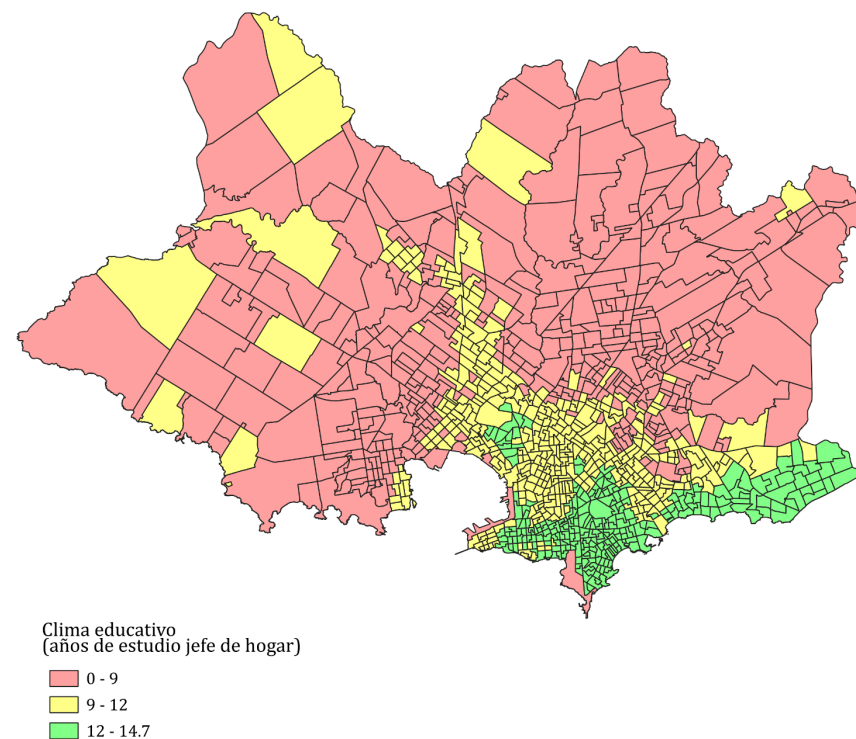 Clima educativo
(años de estudio jefe de hogar)
0 - 9
9 - 12
12 - 14.7